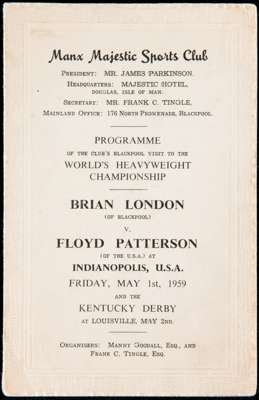 Manx Majestic Sports Club
PRESIDENT: MR. JAMES PARKINSON.
HEADQUARTERS: MAJESTIC HOTEL,
DOUGLAS, ISLE OF MAN.
SECRETARY: MR. FRANK C. TINGLE,
MAINLAND OFFICE: 176 NORTH PROMENADE, BLACKPOOL.
PROGRAMME
OF THE CLUB'S BLACKPOOL VISIT TO THE
WORLD'S HEAVYWEIGHT
CHAMPIONSHIP
BRIAN LONDON
(OF BLACKPOOL)
V.
FLOYD PATTERSON
(OF THE U.S.A.) AT
INDIANOPOLIS, U.S.A.
FRIDAY, MAY 1st, 1959
AND THE
KENTUCKY DERBY
AT LOUISVILLE, MAY 2ND.
ORGANISERS: MANNY GOODALL, ESQ., AND
FRANK C. TINGLE, ESQ.